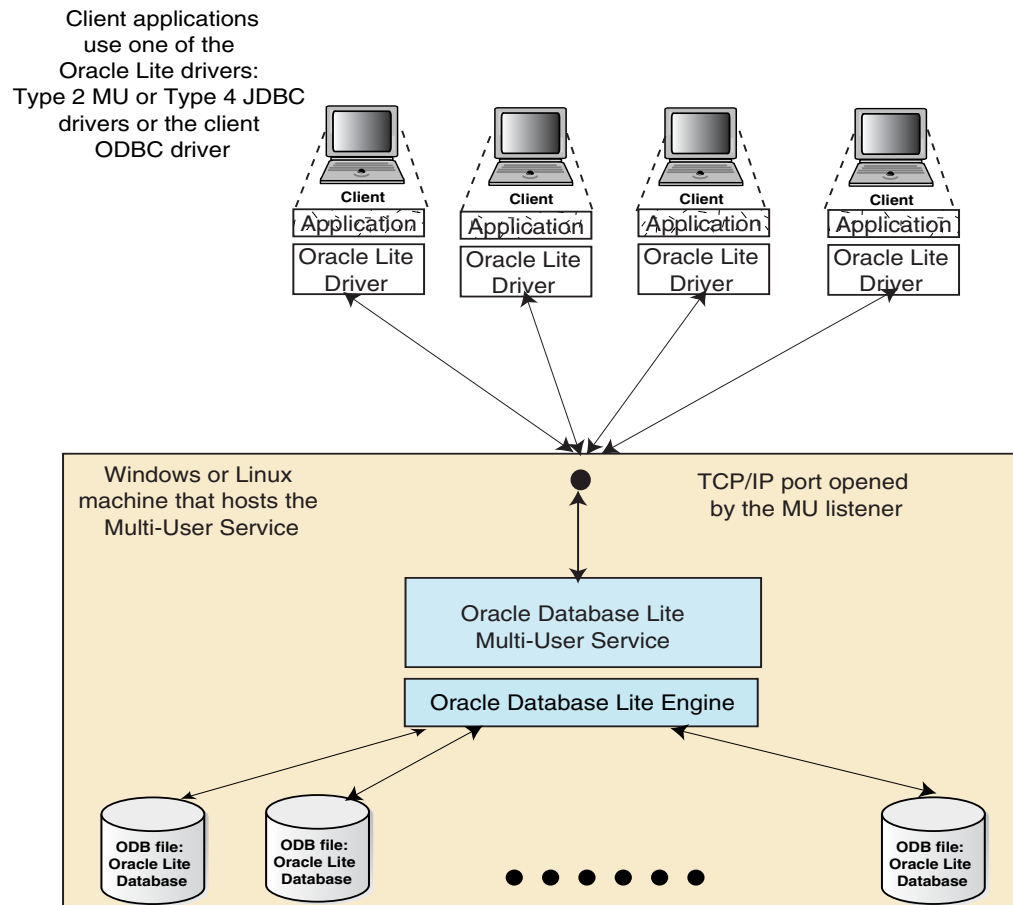 Client applications
use one of the
Oracle Lite drivers:
Type 2 MU or Type 4 JDBC
drivers or the client
ODBC driver
Client
Application
Oracle Lite
Driver
Client
Application
Oracle Lite
Driver
Client
Application
Oracle Lite
Driver
Client
Application
Oracle Lite
Driver
Windows or Linux
machine that hosts the
Multi-User Service
TCP/IP port opened
by the MU listener
Oracle Database Lite
Multi-User Service
Oracle Database Lite Engine
ODB file:
Oracle Lite
Database
ODB file:
Oracle Lite
Database
ODB file:
Oracle Lite
Database